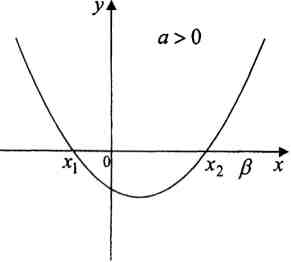 y
a > 0
x₁ 0 x₂ β x